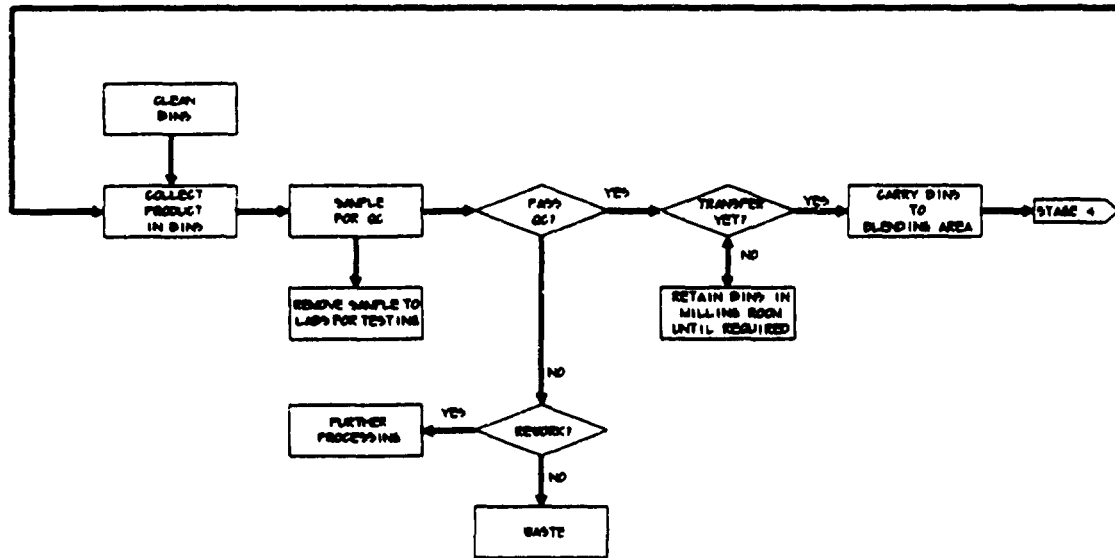 CLEAN
BINS
COLLECT
PRODUCT
IN BINS
SAMPLE
FOR QC
PASS
QC?
YES
TRANSFER
YET?
YES
CARRY BINS
TO
BLENDING AREA
STAGE 4
NO
REMOVE SAMPLE TO
LABS FOR TESTING
RETAIN BINS IN
MILLING ROOM
UNTIL REQUIRED
NO
FURTHER
PROCESSING
YES
REWORK?
NO
WASTE